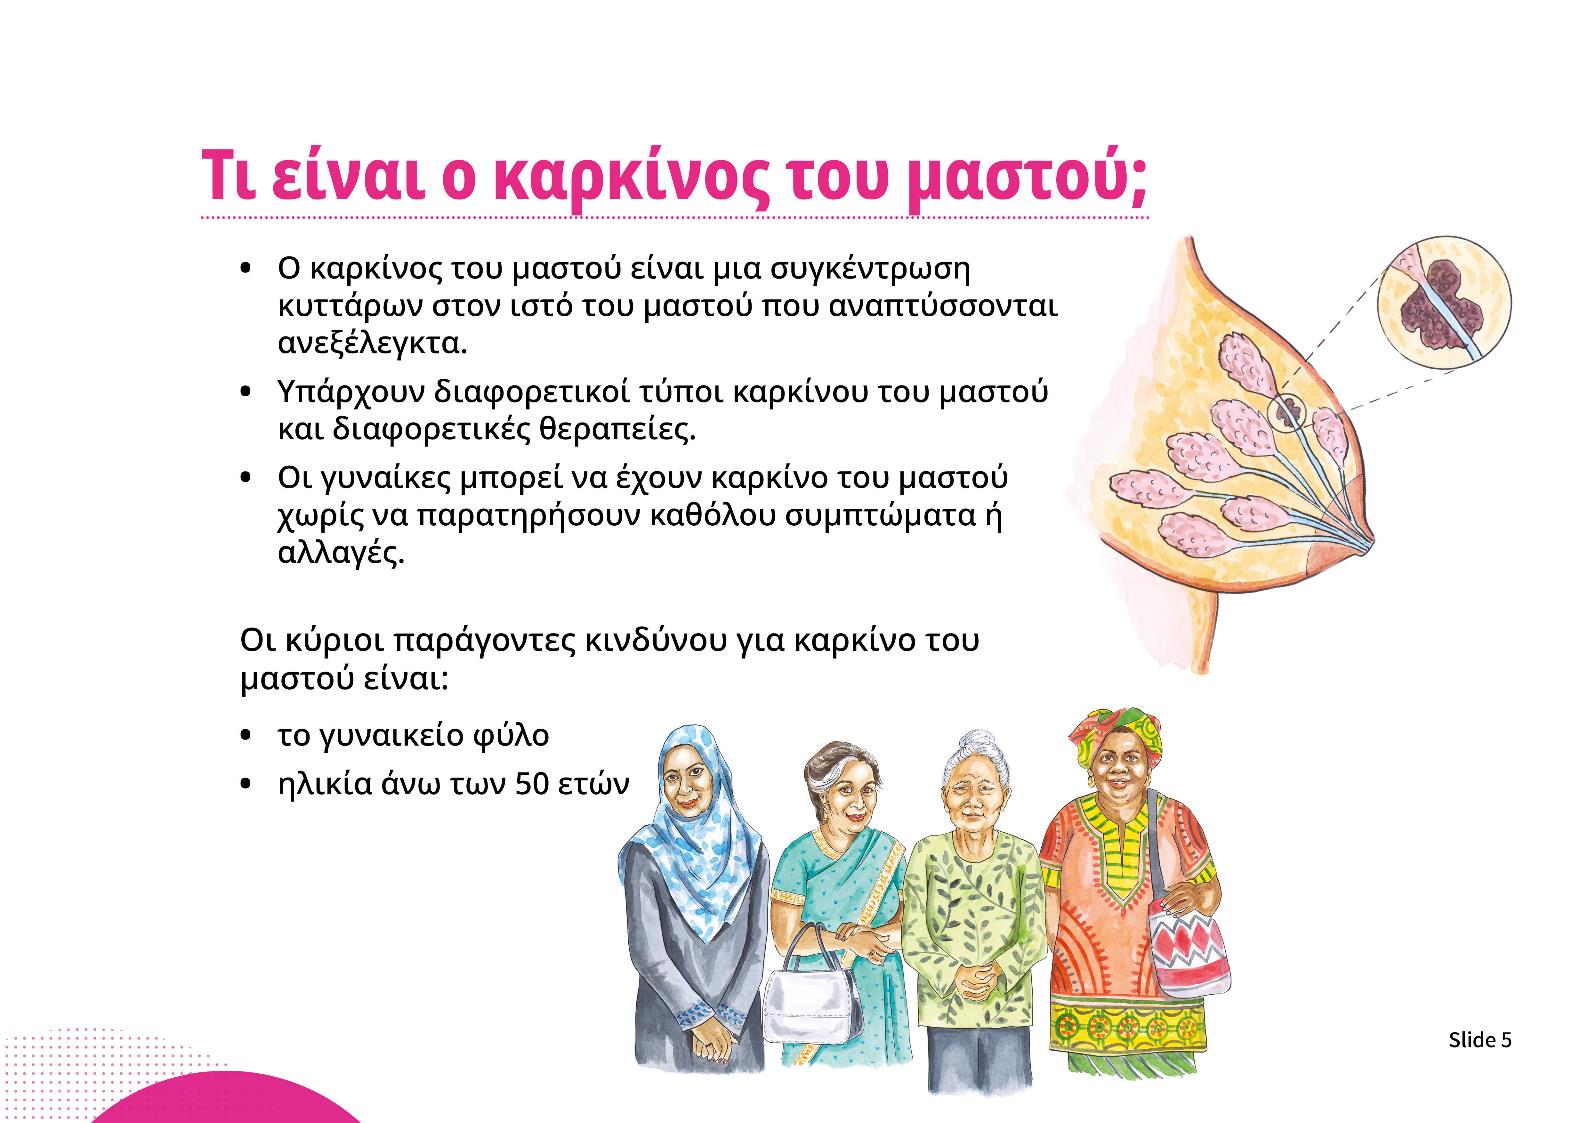 Τι είναι ο καρκίνος του μαστού;
• Ο καρκίνος του μαστού είναι μια συγκέντρωση
κυττάρων στον ιστό του μαστού που αναπτύσσονται
ανεξέλεγκτα.
• Υπάρχουν διαφορετικοί τύποι καρκίνου του μαστού
και διαφορετικές θεραπείες.
• Οι γυναίκες μπορεί να έχουν καρκίνο του μαστού
χωρίς να παρατηρήσουν καθόλου συμπτώματα ή
αλλαγές.
Οι κύριοι παράγοντες κινδύνου για καρκίνο του
μαστού είναι:
• το γυναικείο φύλο
• ηλικία άνω των 50 ετών
Slide 5